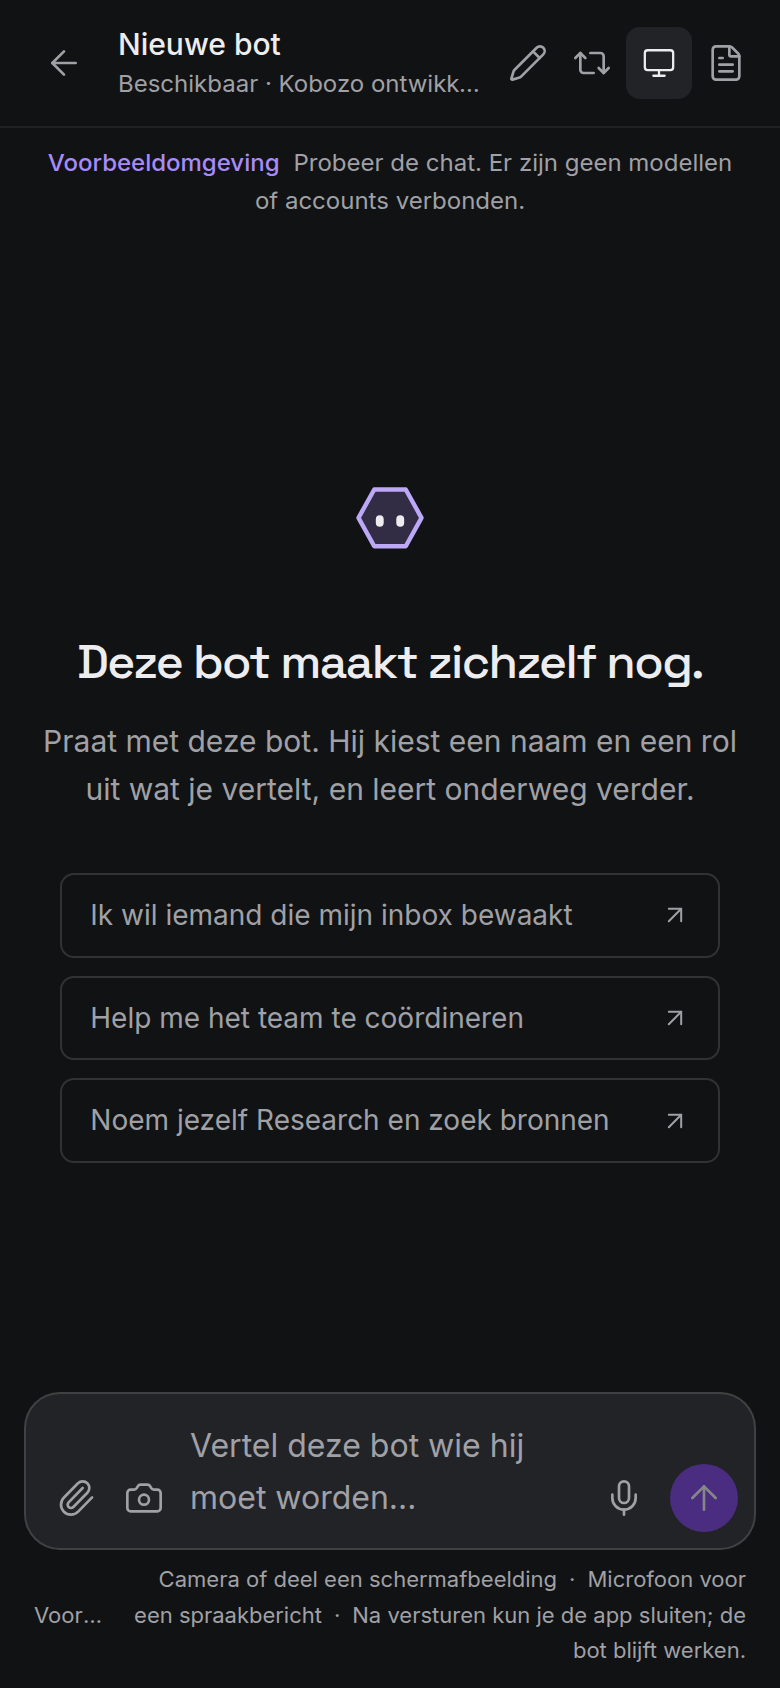 Nieuwe bot
Beschikbaar · Kobozo ontwikk...
Voorbeeldomgeving Probeer de chat. Er zijn geen modellen
of accounts verbonden.
Deze bot maakt zichzelf nog.
Praat met deze bot. Hij kiest een naam en een rol
uit wat je vertelt, en leert onderweg verder.
Ik wil iemand die mijn inbox bewaakt
Help me het team te coördineren
Noem jezelf Research en zoek bronnen
Vertel deze bot wie hij
moet worden...
Voor...
Camera of deel een schermafbeelding · Microfoon voor
een spraakbericht · Na versturen kun je de app sluiten; de
bot blijft werken.